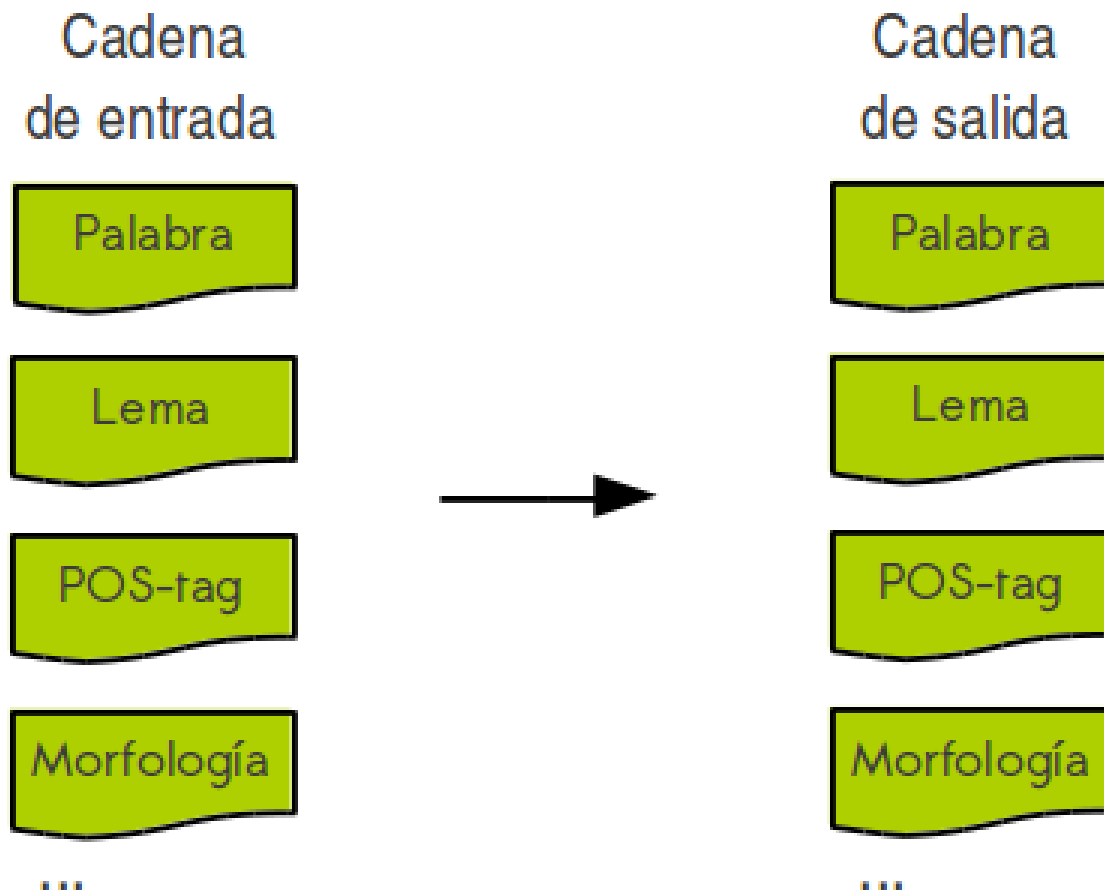 Cadena
de entrada
Palabra
Lema
POS-tag
Morfología
...
Cadena
de salida
Palabra
Lema
POS-tag
Morfología
...